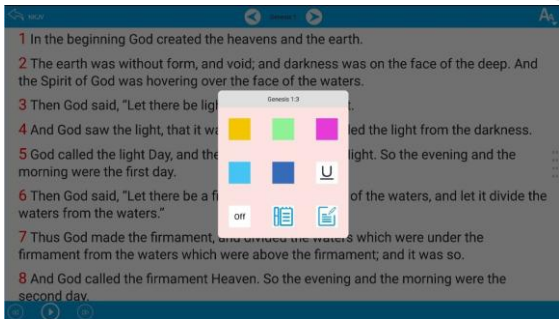 NKJV
Genesis 1
A
1 In the beginning God created the heavens and the earth.
2 The earth was without form, and void; and darkness was on the face of the deep. And
the Spirit of God was hovering over the face of the waters.
3 Then God said, “Let there be
Genesis 1:3
4 And God saw the light, that it the light from the darkness.
5 God called the light Day, and light. So the evening and the
morning were the first day.
U
6 Then God said, “Let there be a of the waters, and let it divide the
waters from the waters.”
Off
7 Thus God made the firmament, and divided the waters which were under the
firmament from the waters which were above the firmament; and it was so.
8 And God called the firmament Heaven. So the evening and the morning were the
second day.